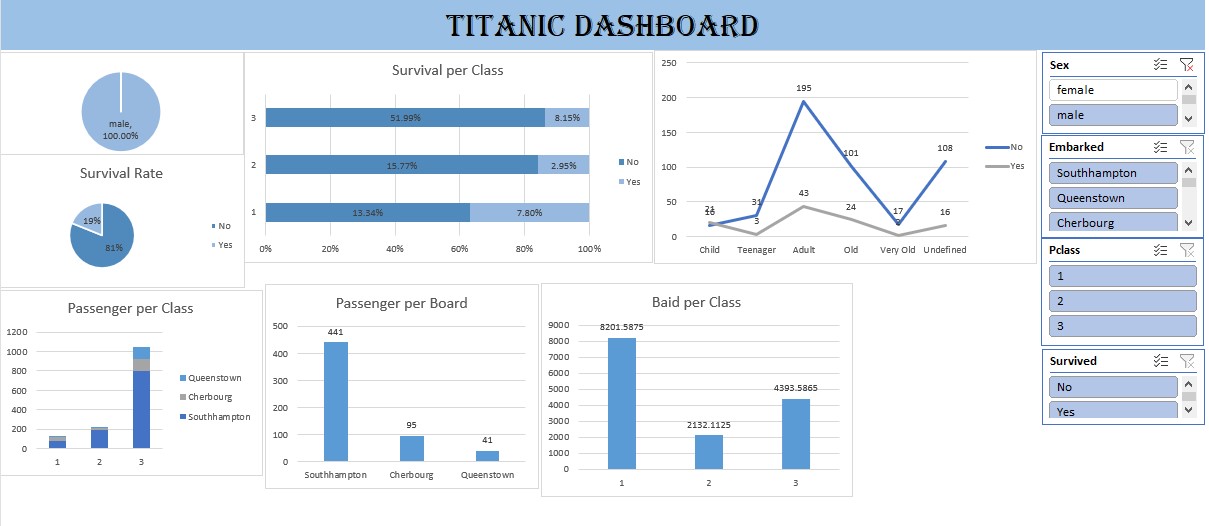 TITANIC DASHBOARD
male,
100.00%
Survival Rate
19%
81%
No
Yes
Survival per Class
3
51.99%
8.15%
2
15.77%
2.95%
1
13.34%
7.80%
0%
20%
40%
60%
80%
100%
No
Yes
250
200
150
100
50
0
195
101
108
21
16
31
3
43
24
17
16
Child
Teenager
Adult
Old
Very Old
Undefined
No
Yes
Sex
female
male
Embarked
Southhampton
Queenstown
Cherbourg
Pclass
1
2
3
Survived
No
Yes
Passenger per Class
1200
1000
800
600
400
200
0
1
2
3
Queenstown
Cherbourg
Southhampton
Passenger per Board
500
400
300
200
100
0
441
95
41
Southhampton
Cherbourg
Queenstown
Baid per Class
9000
8000
7000
6000
5000
4000
3000
2000
1000
0
8201.5875
2132.1125
4393.5865
1
2
3